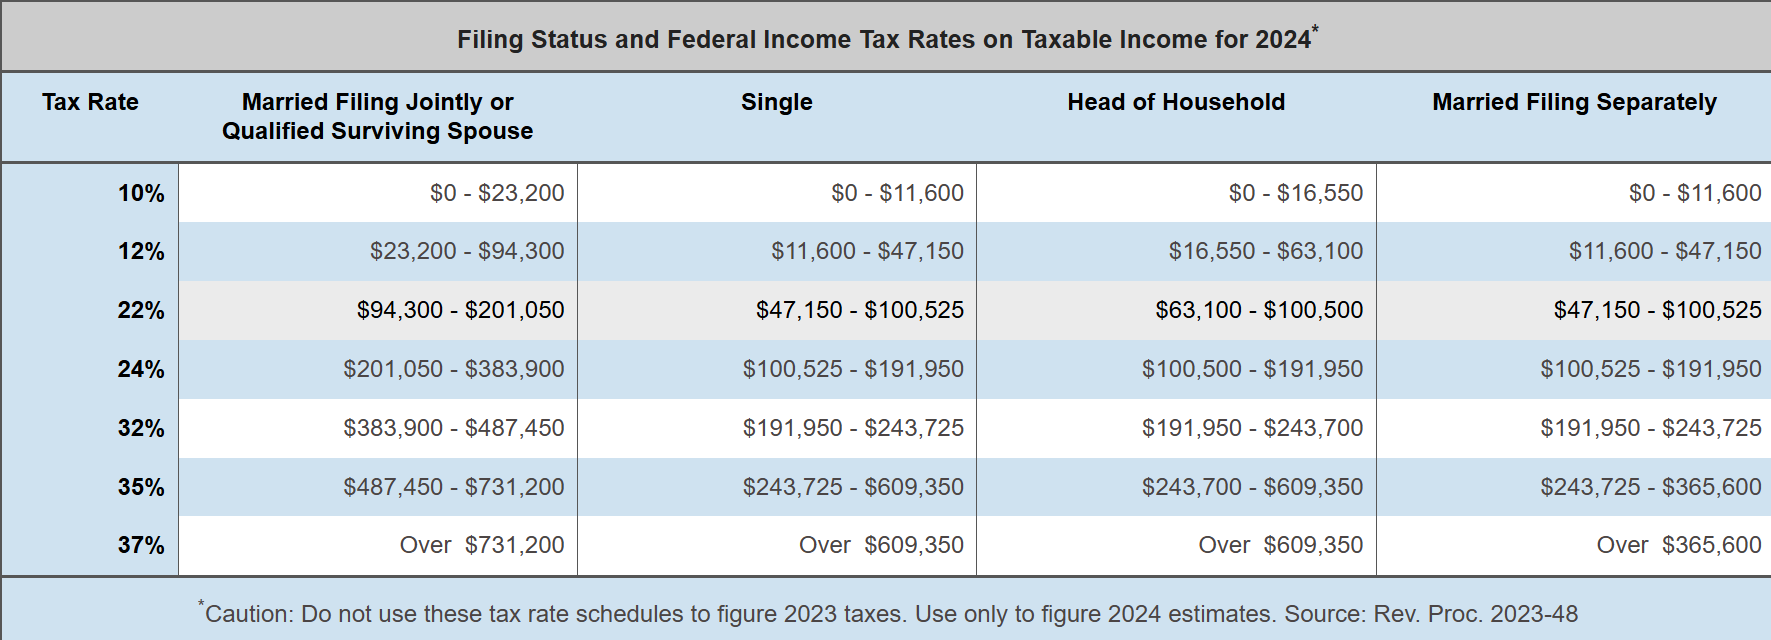 Filing Status and Federal Income Tax Rates on Taxable Income for 2024*
Tax Rate Married Filing Jointly or Qualified Surviving Spouse Single Head of Household Married Filing Separately
10% $0 - $23,200 $0 - $11,600 $0 - $16,550 $0 - $11,600
12% $23,200 - $94,300 $11,600 - $47,150 $16,550 - $63,100 $11,600 - $47,150
22% $94,300 - $201,050 $47,150 - $100,525 $63,100 - $100,500 $47,150 - $100,525
24% $201,050 - $383,900 $100,525 - $191,950 $100,500 - $191,950 $100,525 - $191,950
32% $383,900 - $487,450 $191,950 - $243,725 $191,950 - $243,700 $191,950 - $243,725
35% $487,450 - $731,200 $243,725 - $609,350 $243,700 - $609,350 $243,725 - $365,600
37% Over $731,200 Over $609,350 Over $609,350 Over $365,600
*Caution: Do not use these tax rate schedules to figure 2023 taxes. Use only to figure 2024 estimates. Source: Rev. Proc. 2023-48